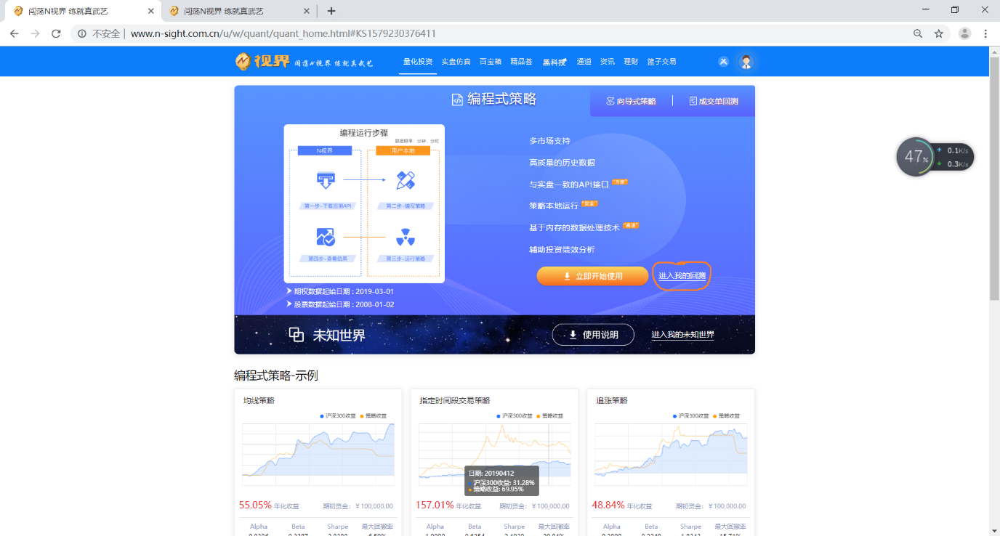 闯荡N视界 练就真武艺
闯荡N视界 练就真武艺
不安全 | www.n-sight.com.cn/u/w/quant/quant_home.html#KS1579230376411
视界 闯荡N视界 练就真武艺 量化投资 实盘仿真 百宝箱 精品荟 黑科技 通道 资讯 理财 篮子交易
编程式策略 向导式策略 成交单回测
编程运行步骤
数据频率：分钟、分时
N视界 用户本地
第一步-下载回测API 第二步-编写策略
第四步-查看结果 第三步-运行策略
期权数据起始日期 : 2019-03-01
股票数据起始日期 : 2008-01-02
多市场支持
高质量的历史数据
与实盘一致的API接口 "方便"
策略本地运行 "安全"
基于内存的数据处理技术 "高速"
辅助投资绩效分析
立即开始使用 进入我的回测
47% 0.1K/s
0.3K/s
未知世界 使用说明 进入我的未知世界
编程式策略-示例
均线策略
沪深300收益 策略收益
55.05% 年化收益 期初资金: ￥100,000.00
Alpha Beta Sharpe 最大回撤率
指定时间段交易策略
沪深300收益 策略收益
日期: 20190412
沪深300收益: 31.28%
策略收益: 69.95%
157.01% 年化收益 期初资金: ￥100,000.00
Alpha Beta Sharpe 最大回撤率
追涨策略
沪深300收益 策略收益
48.84% 年化收益 期初资金: ￥100,000.00
Alpha Beta Sharpe 最大回撤率